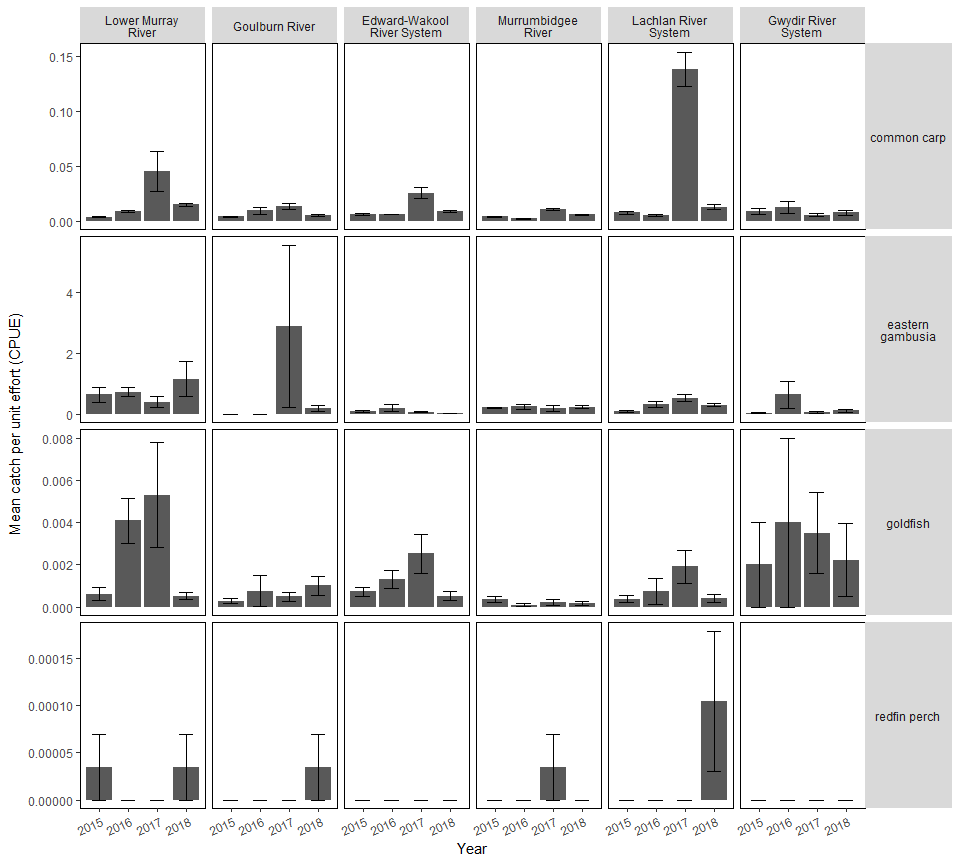 Lower Murray
River
Goulburn River
Edward-Wakool
River System
Murrumbidgee
River
Lachlan River
System
Gwydir River
System
Mean catch per unit effort (CPUE)
0.15
0.10
0.05
0.00
common carp
4
2
0
eastern
gambusia
0.008
0.006
0.004
0.002
0.000
goldfish
0.00015
0.00010
0.00005
0.00000
redfin perch
2015 2016 2017 2018 2015 2016 2017 2018 2015 2016 2017 2018 2015 2016 2017 2018 2015 2016 2017 2018 2015 2016 2017 2018
Year